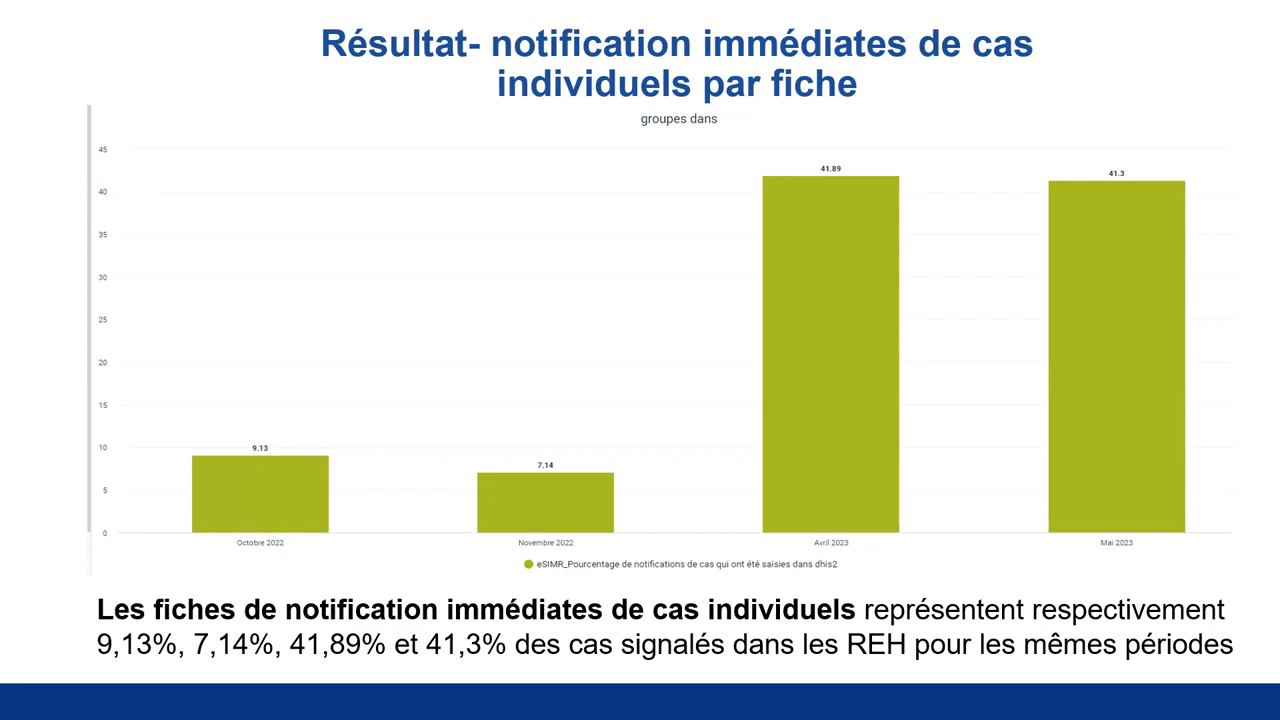 Résultat- notification immédiates de cas
individuels par fiche
groupes dans
45
40
35
30
25
20
15
10
5
0
9.13
7.14
41.89
41.3
Octobre 2022
Novembre 2022
Avril 2023
Mai 2023
eSIMR_Pourcentage de notifications de cas qui ont été saisies dans dhis2
Les fiches de notification immédiates de cas individuels représentent respectivement
9,13%, 7,14%, 41,89% et 41,3% des cas signalés dans les REH pour les mêmes périodes